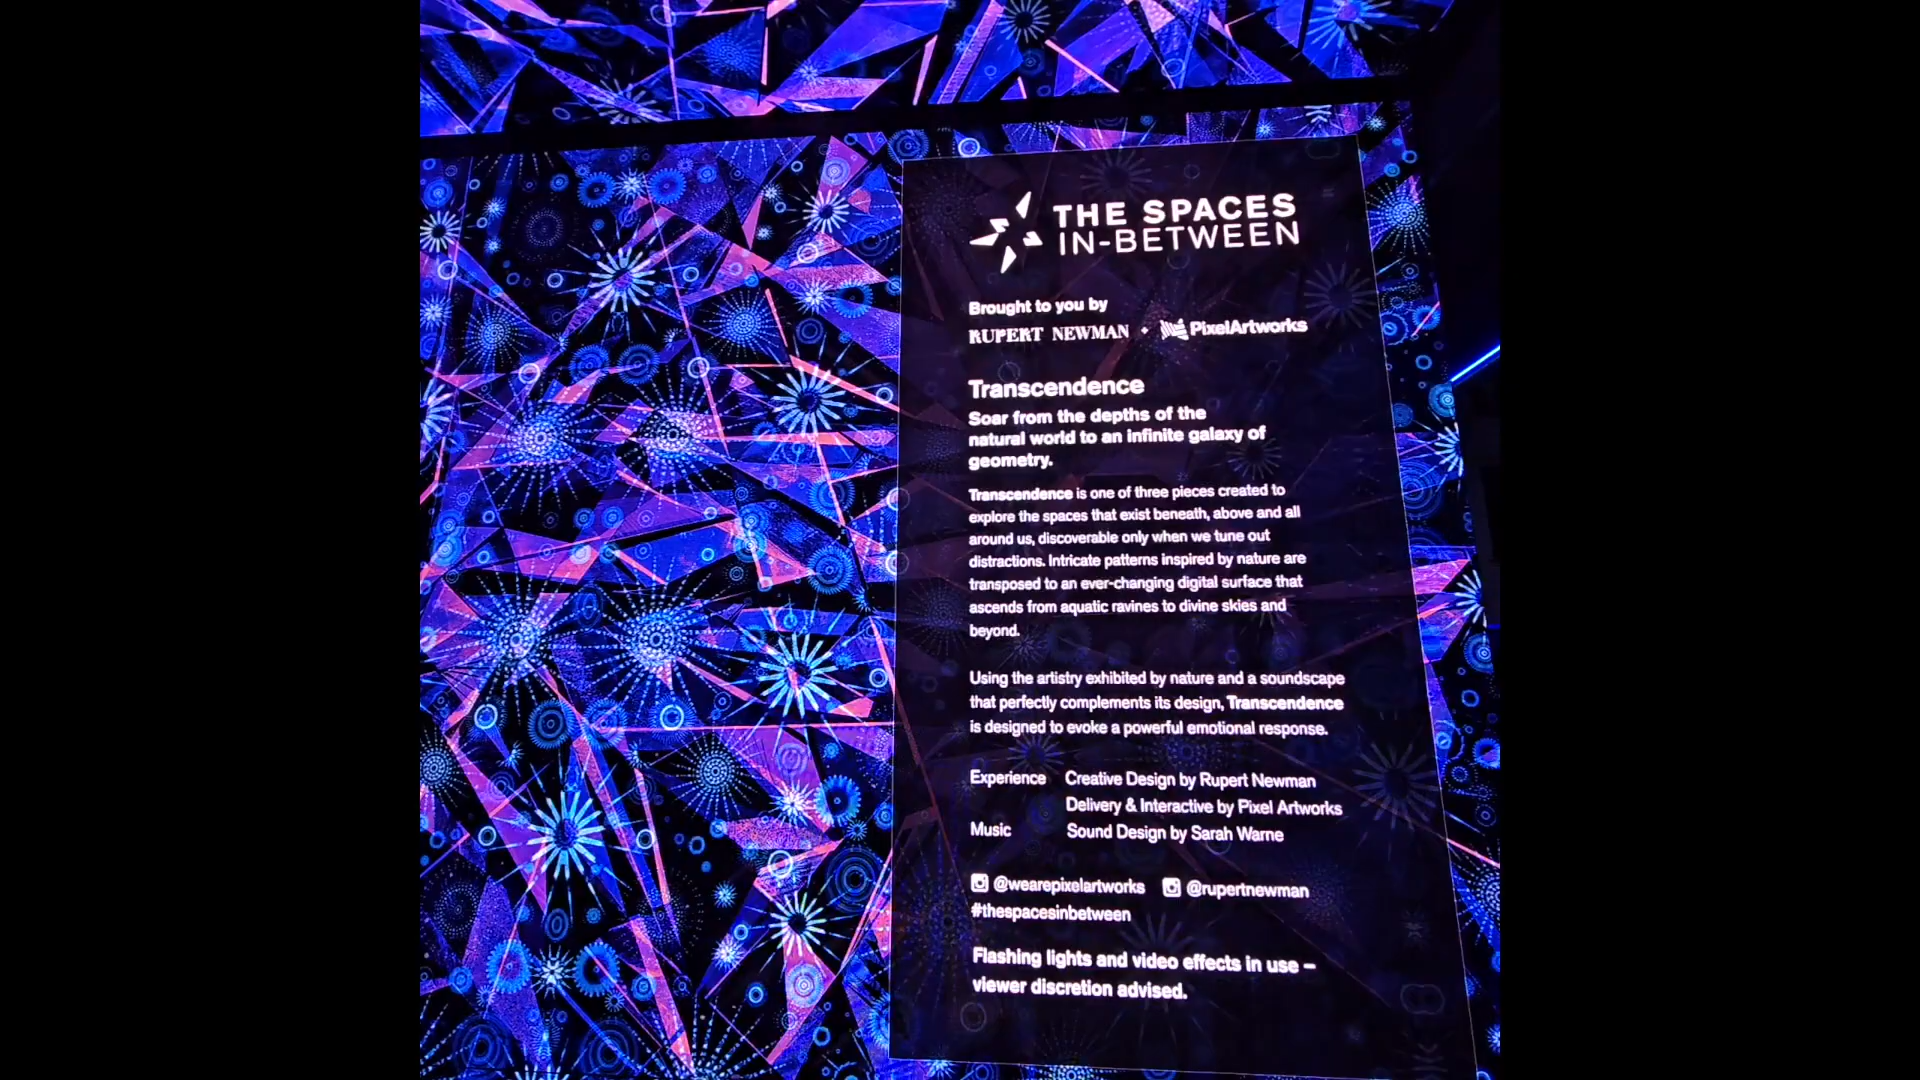 THE SPACES
IN-BETWEEN
Brought to you by
RUPERT NEWMAN + PixelArtworks
Transcendence
Soar from the depths of the
natural world to an infinite galaxy of
geometry.
Transcendence is one of three pieces created to
explore the spaces that exist beneath, above and all
around us, discoverable only when we tune out
distractions. Intricate patterns inspired by nature are
transposed to an ever-changing digital surface that
ascends from aquatic ravines to divine skies and
beyond.
Using the artistry exhibited by nature and a soundscape
that perfectly complements its design, Transcendence
is designed to evoke a powerful emotional response.
Experience Creative Design by Rupert Newman
Delivery & Interactive by Pixel Artworks
Music Sound Design by Sarah Warne
@wearepixelartworks @rupertnewman
#thespacesinbetween
Flashing lights and video effects in use –
viewer discretion advised.